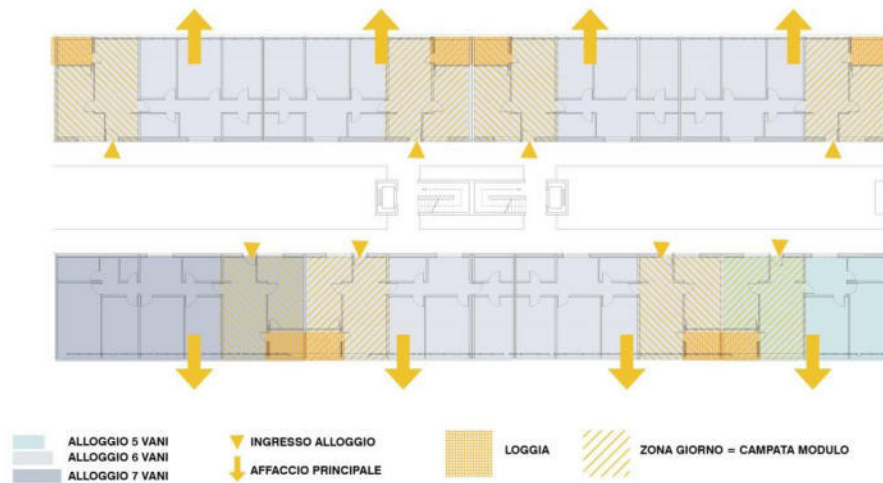 ALLOGGIO 5 VANI
ALLOGGIO 6 VANI
ALLOGGIO 7 VANI
INGRESSO ALLOGGIO
AFFACCIO PRINCIPALE
LOGGIA
ZONA GIORNO = CAMPATA MODULO